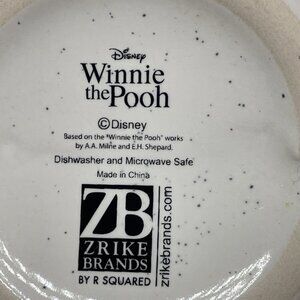 Disney
Winnie
the Pooh
©Disney
Based on the "Winnie the Pooh" works
by A.A. Milne and E.H. Shepard.
Dishwasher and Microwave Safe
Made in China
ZB
ZRIKE
BRANDS
BY R SQUARED
zrikebrands.com